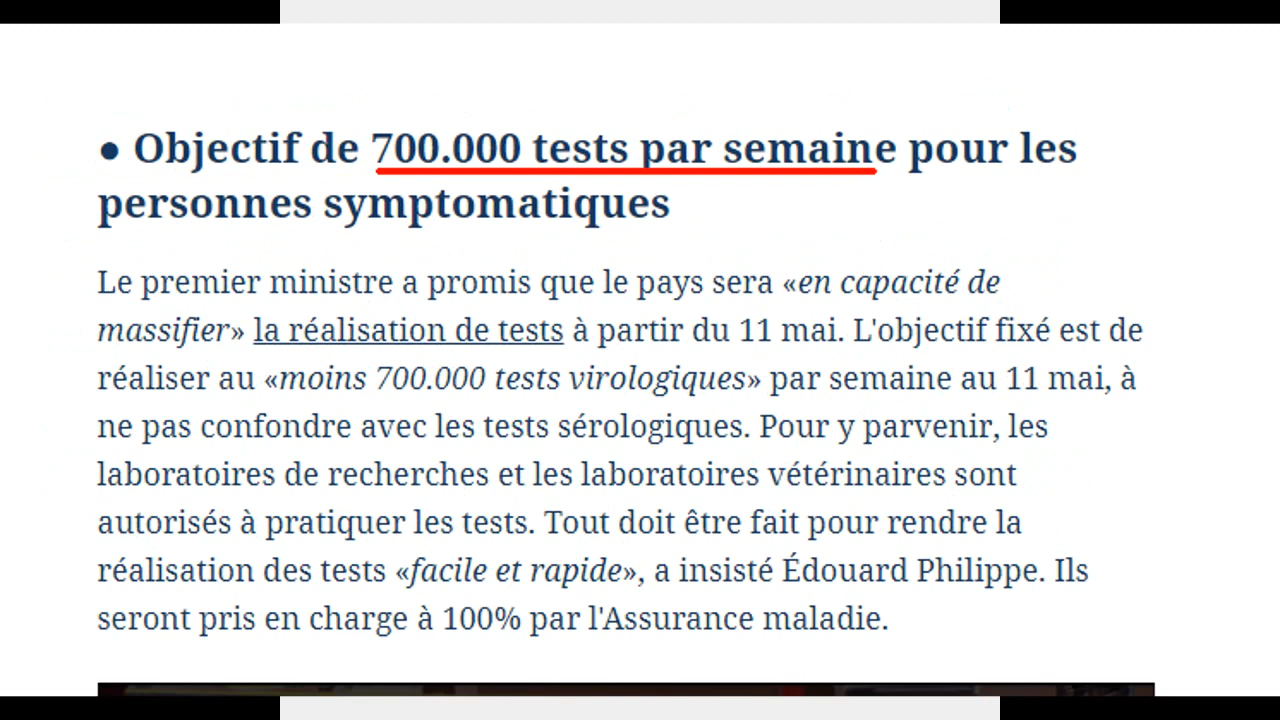 ● Objectif de 700.000 tests par semaine pour les
personnes symptomatiques
Le premier ministre a promis que le pays sera «en capacité de
massifier» la réalisation de tests à partir du 11 mai. L'objectif fixé est de
réaliser au «moins 700.000 tests virologiques» par semaine au 11 mai, à
ne pas confondre avec les tests sérologiques. Pour y parvenir, les
laboratoires de recherches et les laboratoires vétérinaires sont
autorisés à pratiquer les tests. Tout doit être fait pour rendre la
réalisation des tests «facile et rapide», a insisté Édouard Philippe. Ils
seront pris en charge à 100% par l'Assurance maladie.